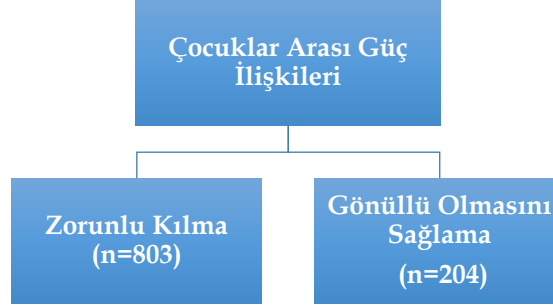 Çocuklar Arası Güç
İlişkileri
Zorunlu Kılma
(n=803)
Gönüllü Olmasını
Sağlama
(n=204)